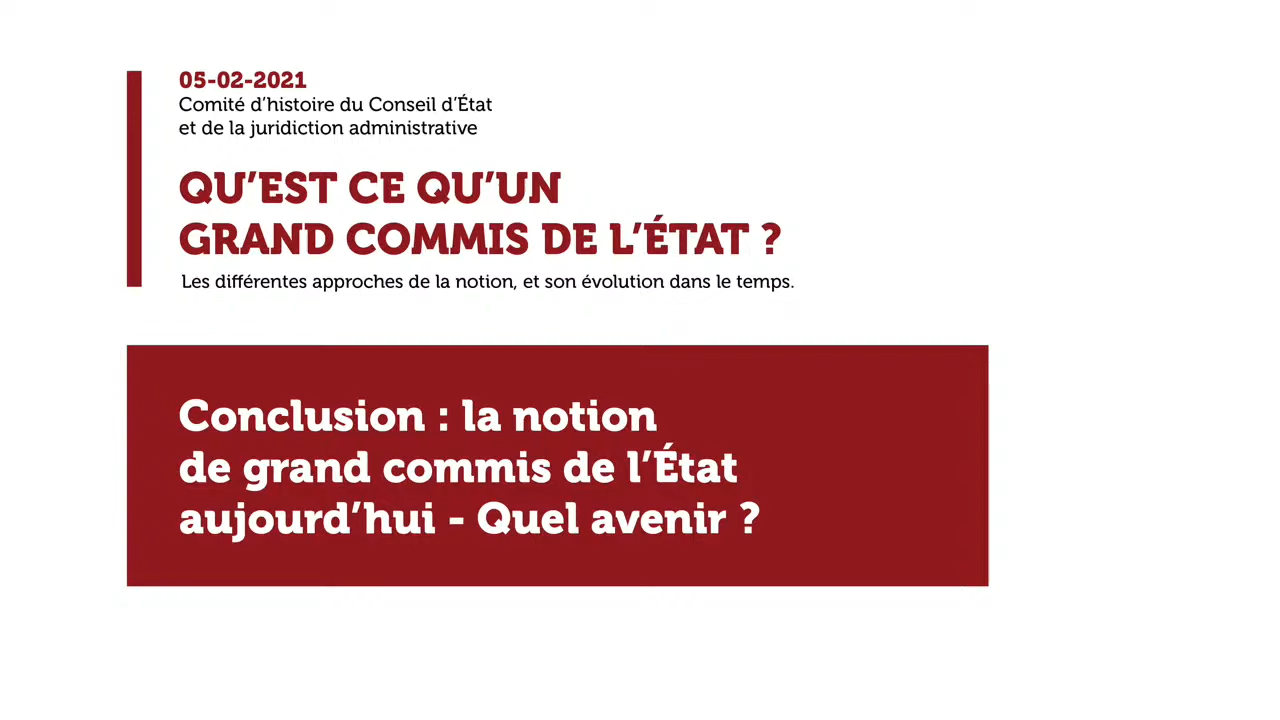 05-02-2021
Comité d’histoire du Conseil d’État
et de la juridiction administrative
QU’EST CE QU’UN
GRAND COMMIS DE L’ÉTAT ?
Les différentes approches de la notion, et son évolution dans le temps.
Conclusion : la notion
de grand commis de l’État
aujourd’hui - Quel avenir ?